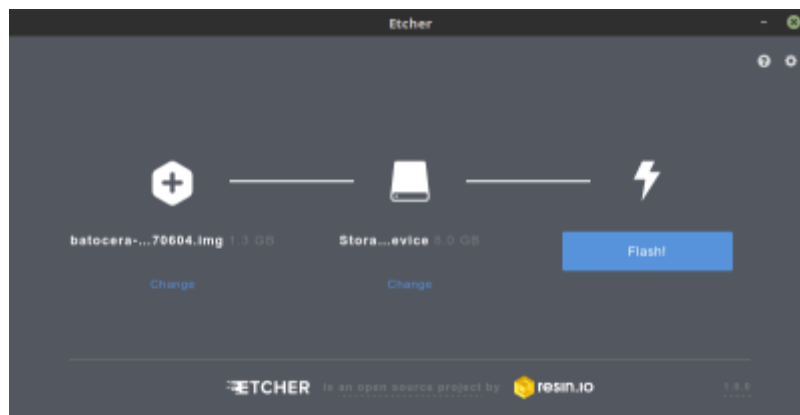 Etcher
batocera-...70604.img 1.3 GB
Stora...evice 8.0 GB
Flash!
Change
Change
ETCHER is an open source project by resin.io